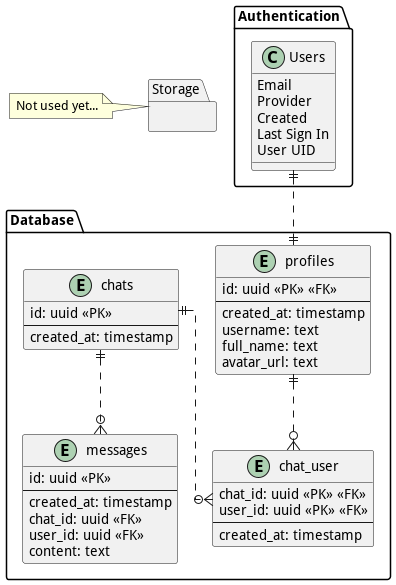 Authentication
C Users
Email
Provider
Created
Last Sign In
User UID
Storage
Not used yet...
Database
E profiles
id: uuid «PK» «FK»
created_at: timestamp
username: text
full_name: text
avatar_url: text
E chats
id: uuid «PK»
created_at: timestamp
E messages
id: uuid «PK»
created_at: timestamp
chat_id: uuid «FK»
user_id: uuid «FK»
content: text
E chat_user
chat_id: uuid «PK» «FK»
user_id: uuid «PK» «FK»
created_at: timestamp